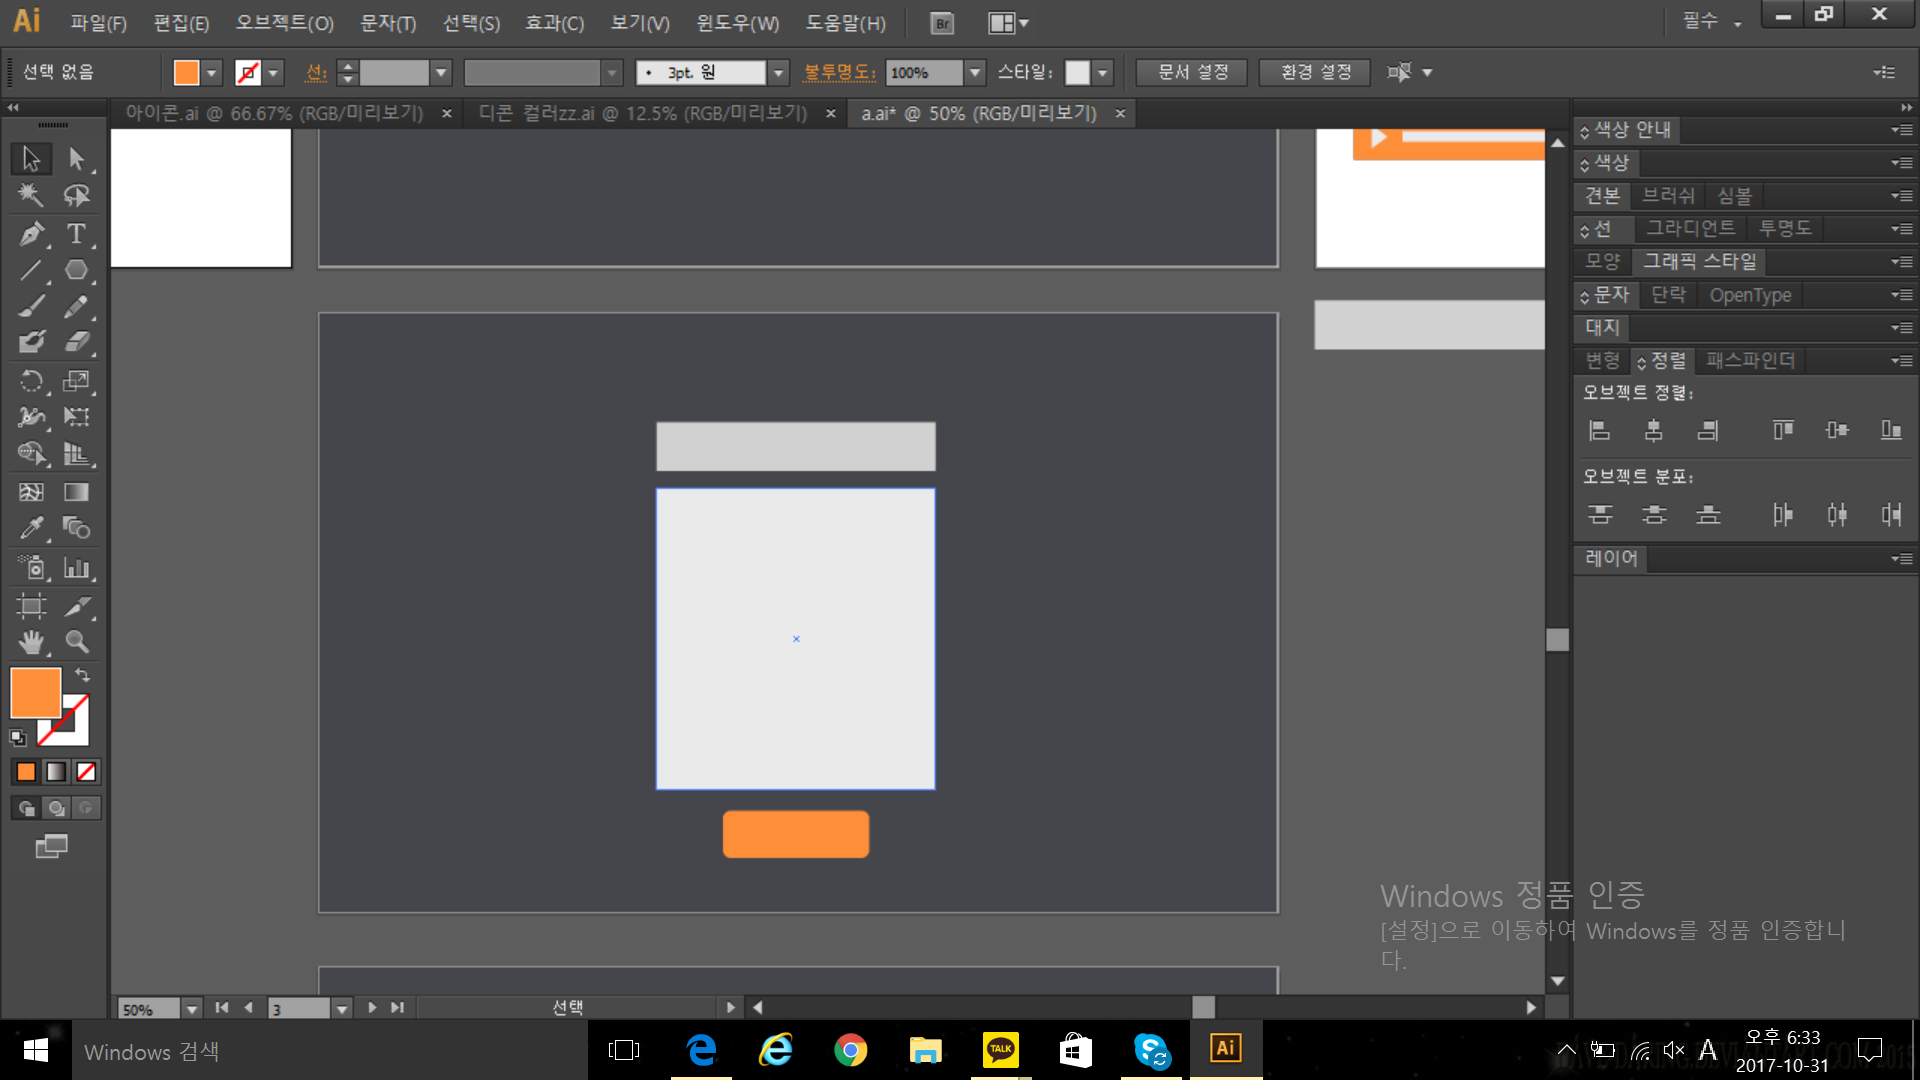 Ai 파일(F) 편집(E) 오브젝트(O) 문자(T) 선택(S) 효과(C) 보기(V) 윈도우(W) 도움말(H) Br 필수
선택 없음 선: 3pt. 원 불투명도: 100% 스타일: 문서 설정 환경 설정
아이콘.ai @ 66.67% (RGB/미리보기) × 디콘 컬러zz.ai @ 12.5% (RGB/미리보기) × a.ai* @ 50% (RGB/미리보기) ×
색상 안내
색상
견본 브러쉬 심볼
선 그라디언트 투명도
모양 그래픽 스타일
문자 단락 OpenType
대지
변형 정렬 패스파인더
오브젝트 정렬:
오브젝트 분포:
레이어
Windows 정품 인증
[설정]으로 이동하여 Windows를 정품 인증합니
다.
50% 3 선택
Windows 검색 TALK Ai A 오후 6:33
2017-10-31